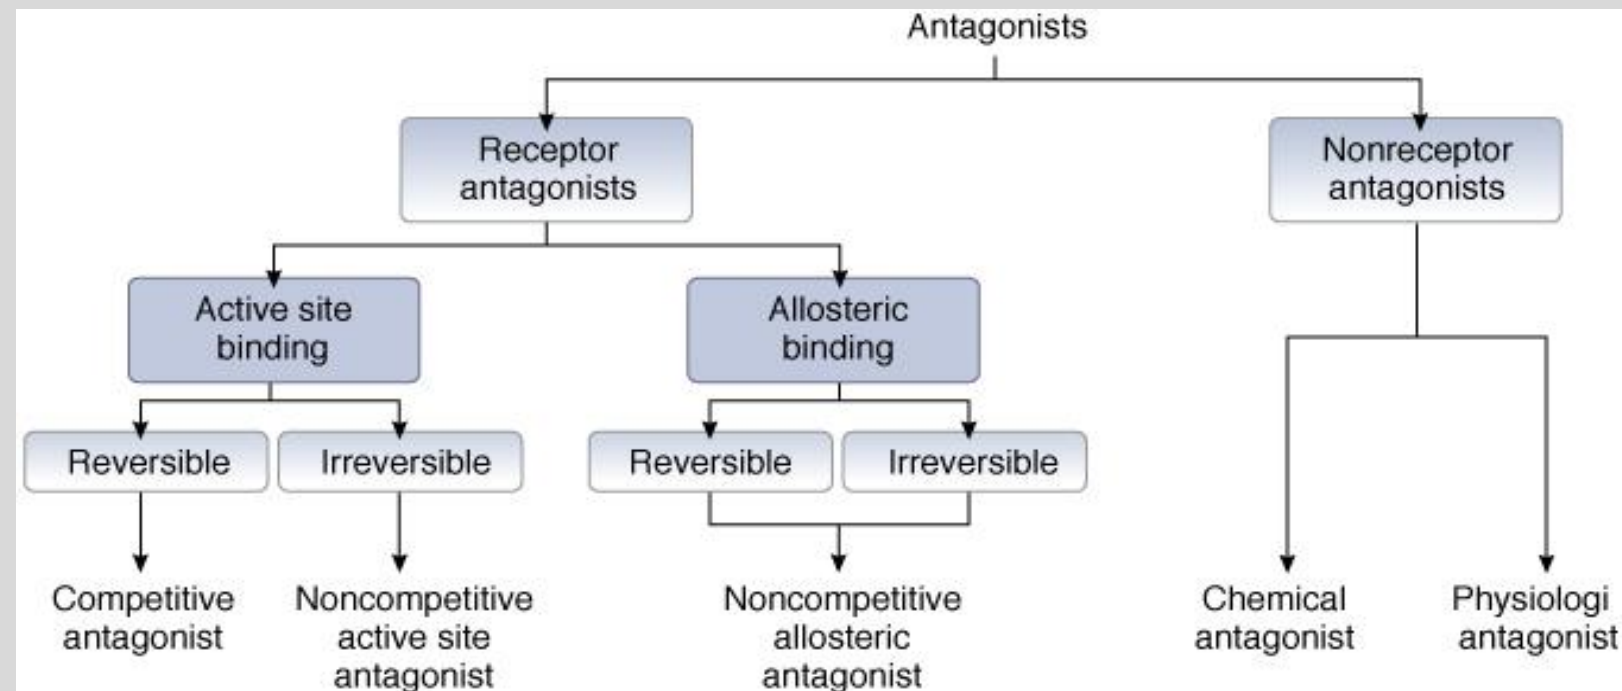 Antagonists
Receptor
antagonists
Nonreceptor
antagonists
Active site
binding
Allosteric
binding
Reversible
Irreversible
Reversible
Irreversible
Competitive
antagonist
Noncompetitive
active site
antagonist
Noncompetitive
allosteric
antagonist
Chemical
antagonist
Physiologi
antagonist